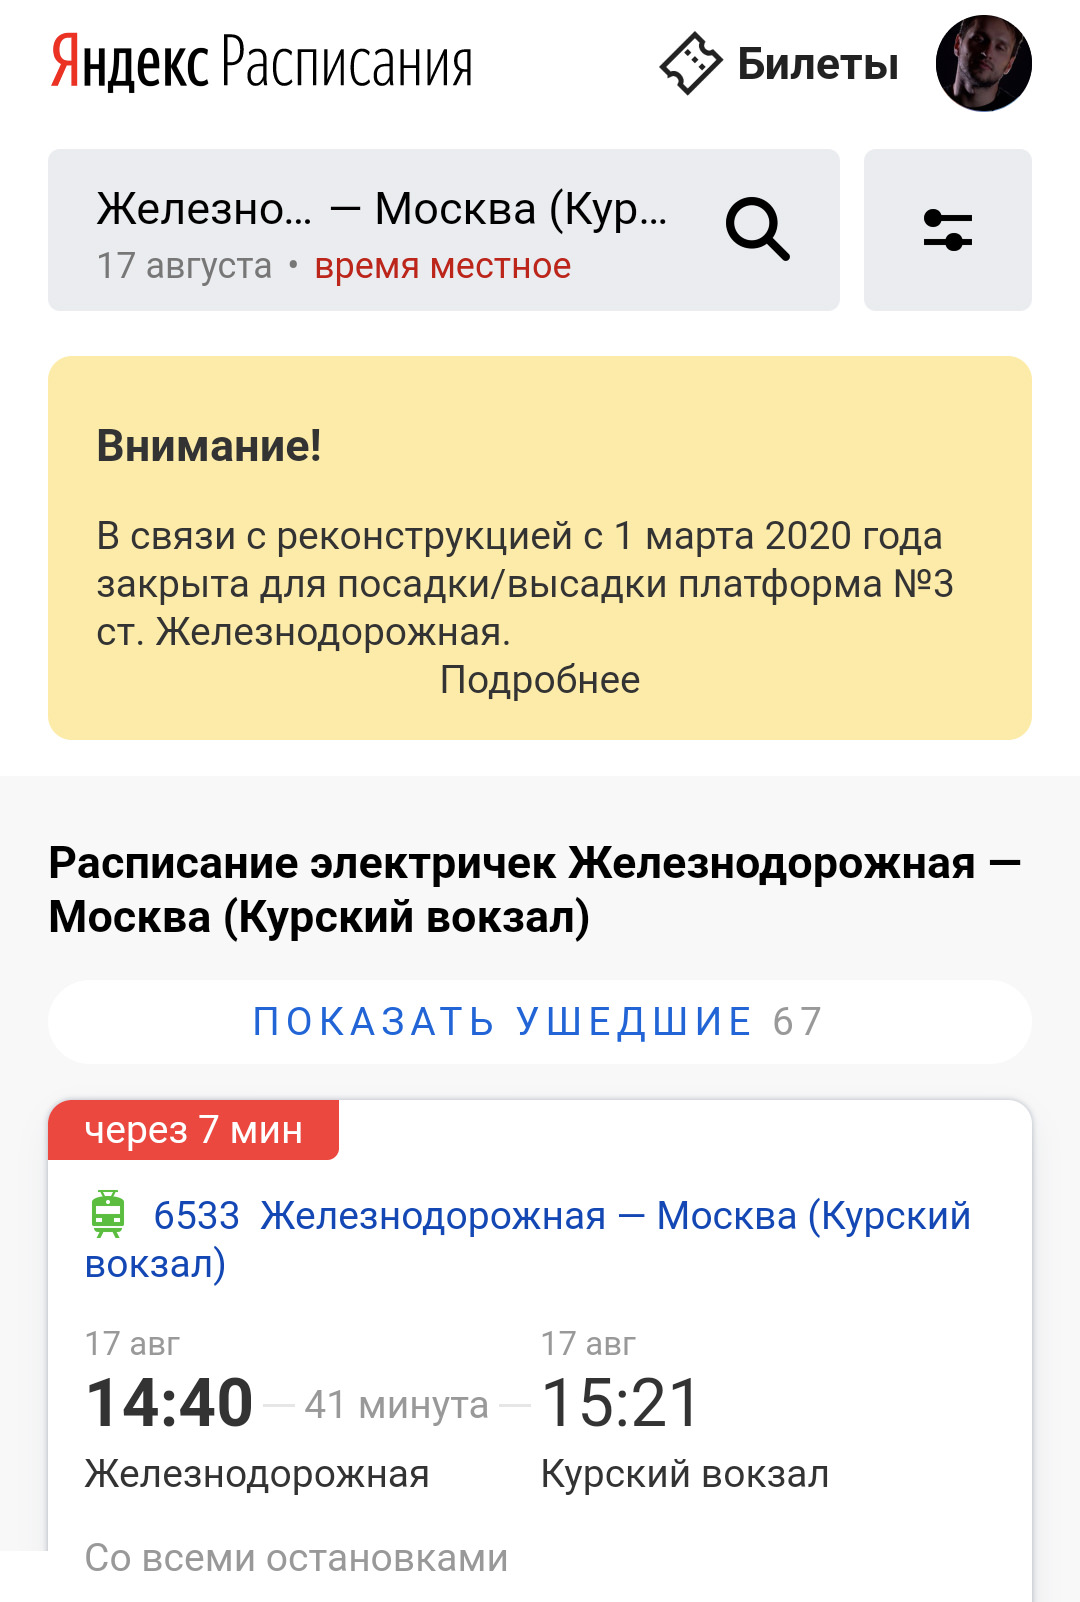 Яндекс Расписания
Билеты
Железно... — Москва (Кур...
17 августа • время местное
Внимание!
В связи с реконструкцией с 1 марта 2020 года
закрыта для посадки/высадки платформа №3
ст. Железнодорожная.
Подробнее
Расписание электричек Железнодорожная —
Москва (Курский вокзал)
ПОКАЗАТЬ УШЕДШИЕ 67
через 7 мин
6533 Железнодорожная — Москва (Курский
вокзал)
17 авг 17 авг
14:40 — 41 минута — 15:21
Железнодорожная Курский вокзал
Со всеми остановками